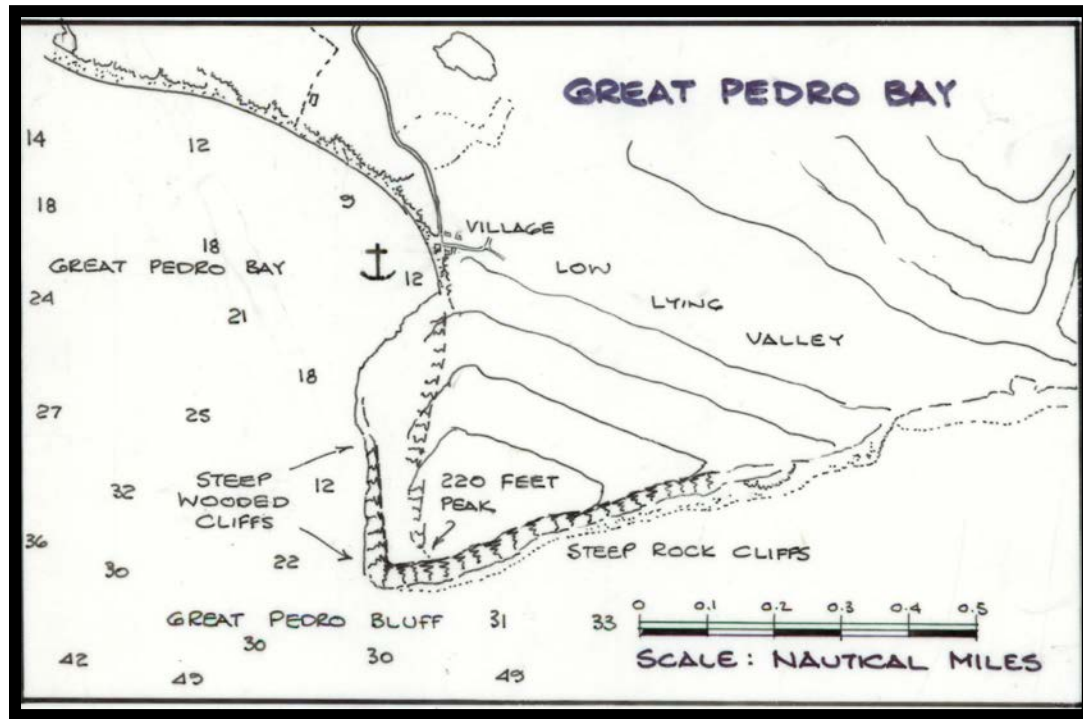 GREAT PEDRO BAY
14
12
18
9
VILLAGE
18
GREAT PEDRO BAY
12
LOW
24
LYING
21
VALLEY
18
27
25
STEEP
WOODED
CLIFFS
12
220 FEET
PEAK
32
36
30
22
STEEP ROCK CLIFFS
0 0.1 0.2 0.3 0.4 0.5
GREAT PEDRO BLUFF
31
33
30
42
30
SCALE: NAUTICAL MILES
49
49